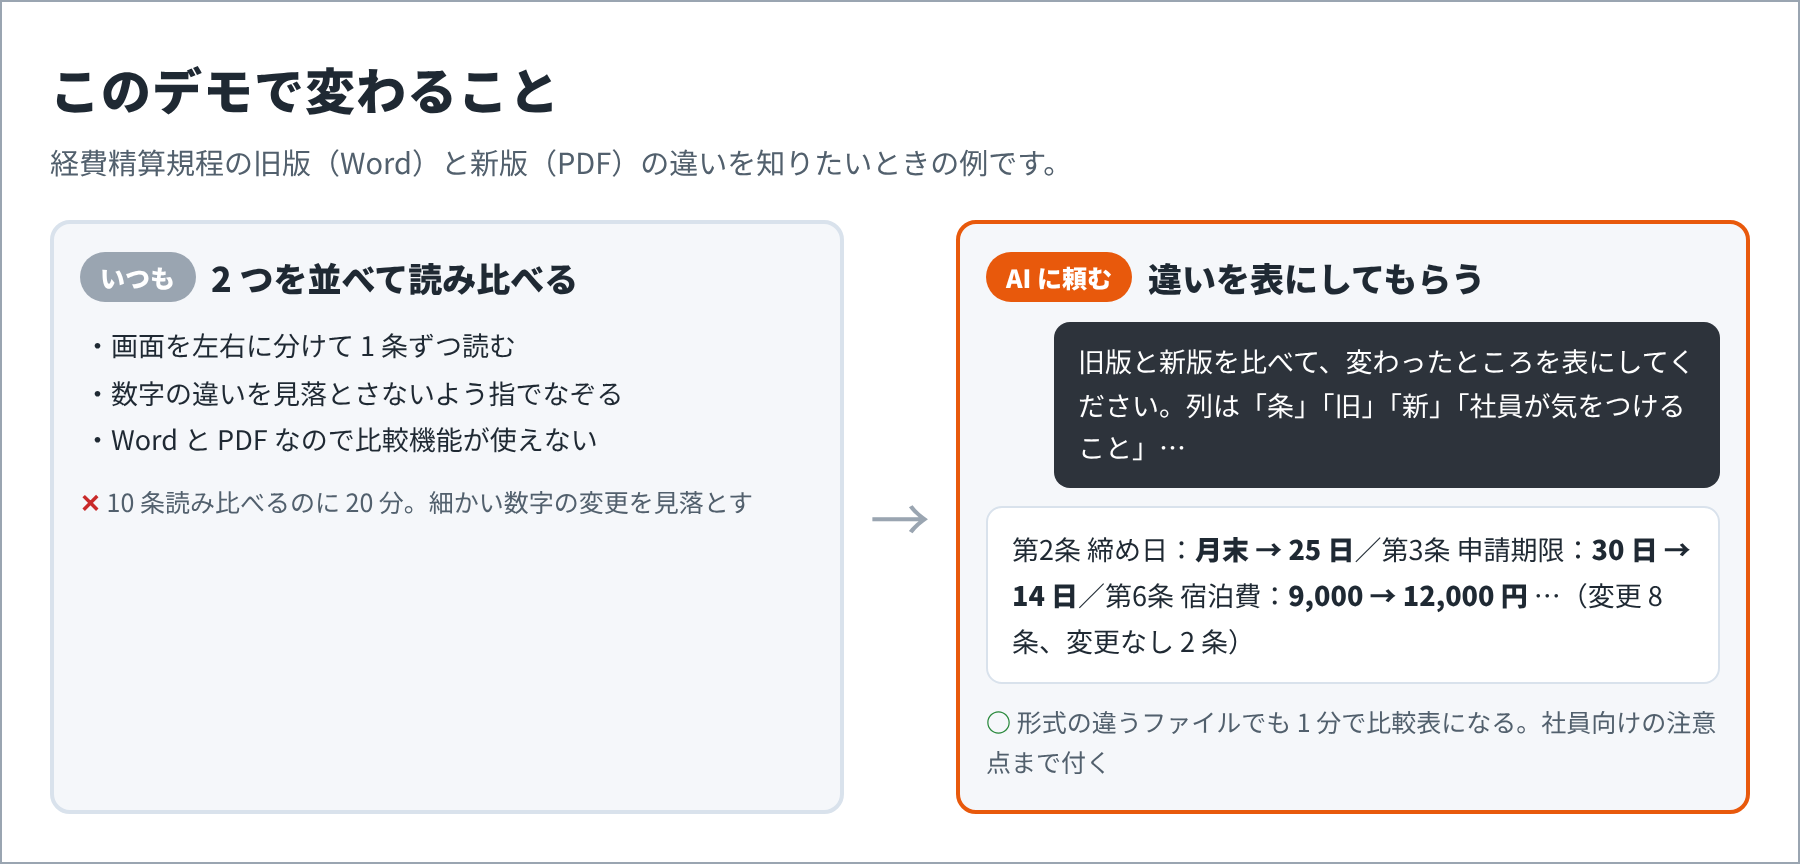 このデモで変わること
経費精算規程の旧版（Word）と新版（PDF）の違いを知りたいときの例です。
いつも 2 つを並べて読み比べる
・画面を左右に分けて 1 条ずつ読む
・数字の違いを見落とさないよう指でなぞる
・Word と PDF なので比較機能が使えない
✕ 10 条読み比べるのに 20 分。細かい数字の変更を見落とす
→
AI に頼む 違いを表にしてもらう
旧版と新版を比べて、変わったところを表にしてく
ださい。列は「条」「旧」「新」「社員が気をつける
こと」…
第2条 締め日：月末 → 25 日／第3条 申請期限：30 日 →
14 日／第6条 宿泊費：9,000 → 12,000 円 …（変更 8
条、変更なし 2 条）
○ 形式の違うファイルでも 1 分で比較表になる。社員向けの注意
点まで付く